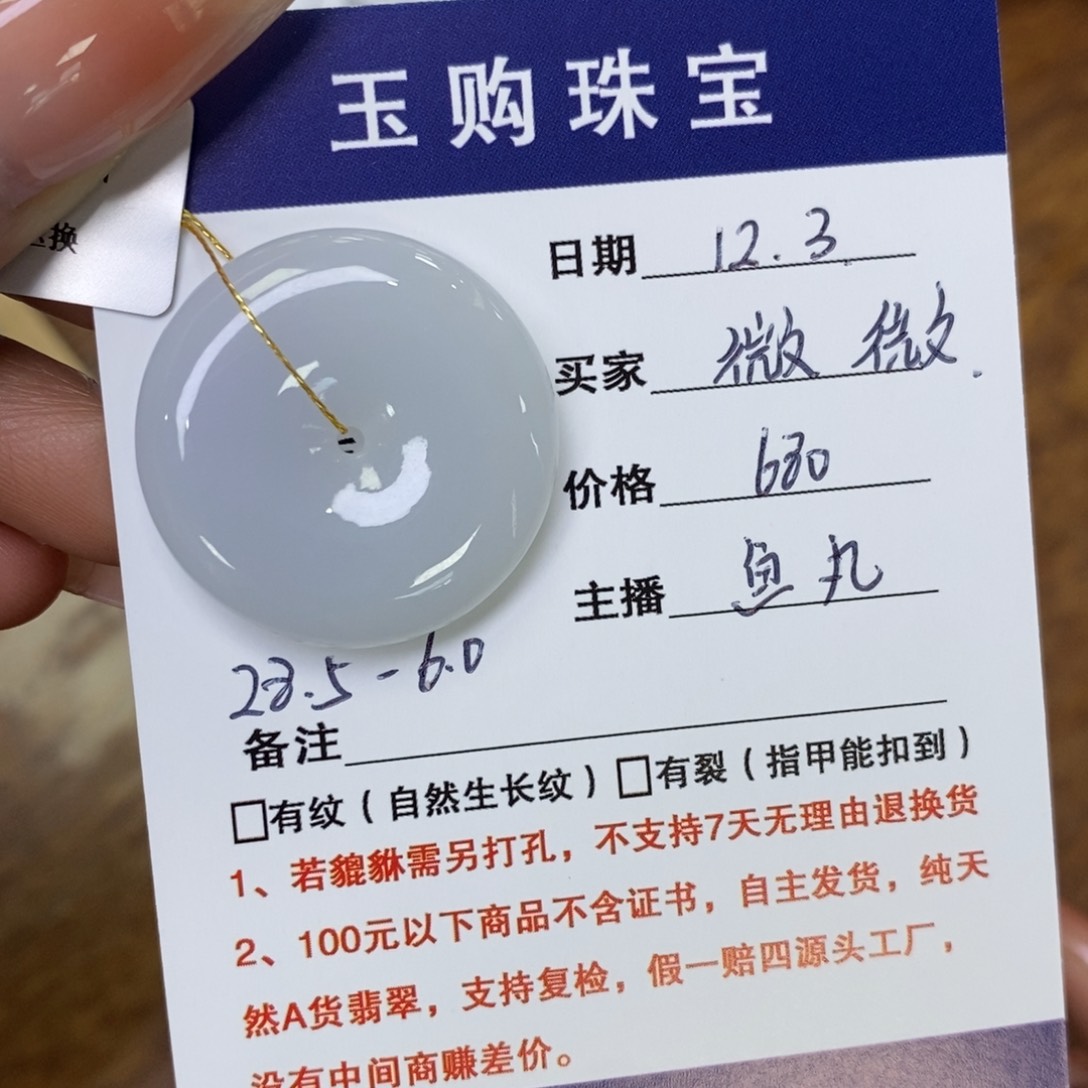 玉购珠宝
换
日期 12.3
买家 微微.
价格 630
主播 鱼丸
23.5-6.0
备注
□有纹（自然生长纹）□有裂（指甲能扣到）
1、若貔貅需另打孔，不支持7天无理由退换货
2、100元以下商品不含证书，自主发货，纯天
然A货翡翠，支持复检，假一赔四源头工厂，
没有中间商赚差价。